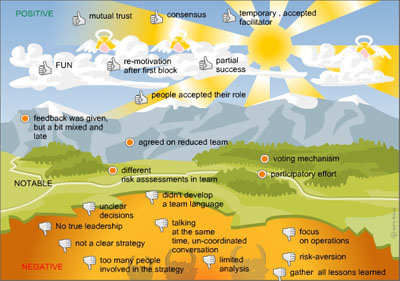 POSITIVE
mutual trust
consensus
temporary , accepted
facilitator
FUN
re-motivation
after first block
partial
success
people accepted their role
feedback was given,
but a bit mixed and
late
agreed on reduced team
voting mechanism
different
risk asssesments in team
participatory effort
NOTABLE
didn't develop
a team language
unclear
decisions
No true leadership
talking
at the same
time, un-coordinated
conversation
focus
on operations
not a clear strategy
too many people
involved in the strategy
limited
analysis
risk-aversion
NEGATIVE
gather all lessons learned